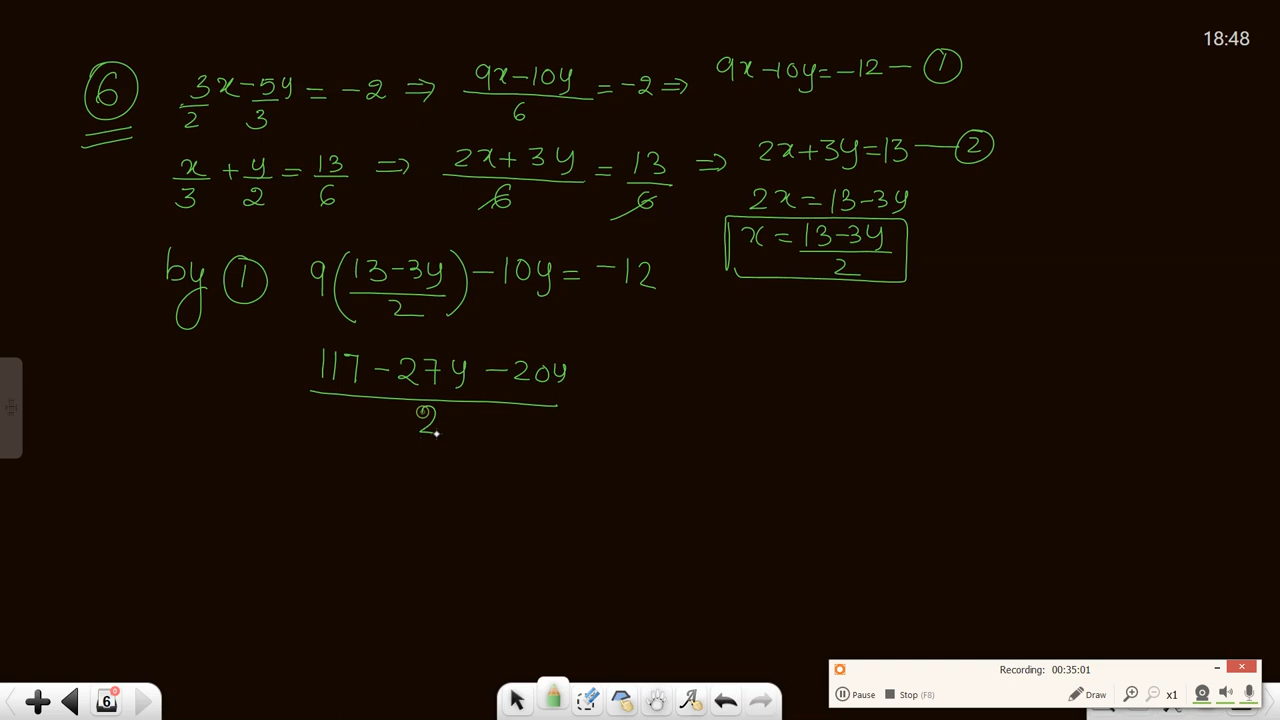 18:48
⑥ 3/2 x - 5y/3 = -2 ⇒ (9x-10y)/6 = -2 ⇒ 9x-10y = -12 — ①
x/3 + y/2 = 13/6 ⇒ (2x+3y)/6 = 13/6 ⇒ 2x+3y=13 — ②
2x = 13-3y
x = (13-3y)/2
by ① 9((13-3y)/2) - 10y = -12
(117 - 27y - 20y)/2
Recording: 00:35:01
Pause Stop (F8) Draw x1
6